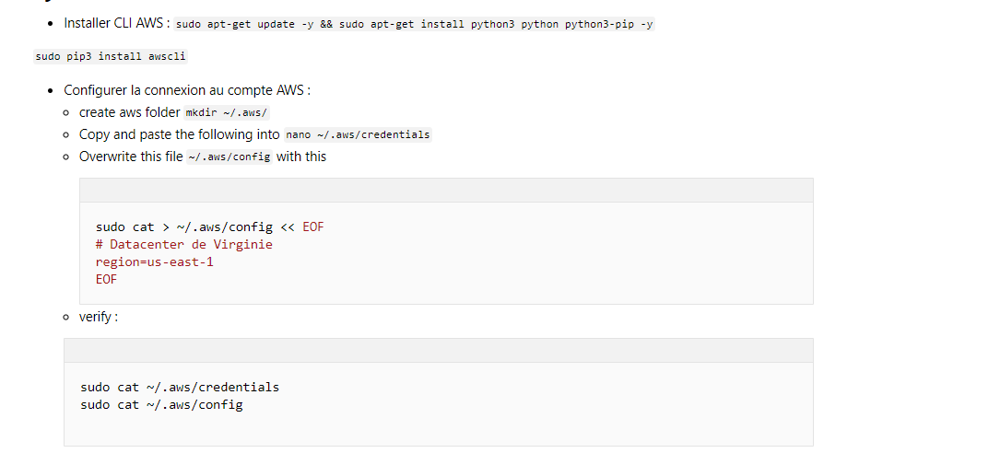 Installer CLI AWS : sudo apt-get update -y && sudo apt-get install python3 python python3-pip -y
sudo pip3 install awscli
Configurer la connexion au compte AWS :
create aws folder mkdir ~/.aws/
Copy and paste the following into nano ~/.aws/credentials
Overwrite this file ~/.aws/config with this
sudo cat > ~/.aws/config << EOF
# Datacenter de Virginie
region=us-east-1
EOF
verify :
sudo cat ~/.aws/credentials
sudo cat ~/.aws/config